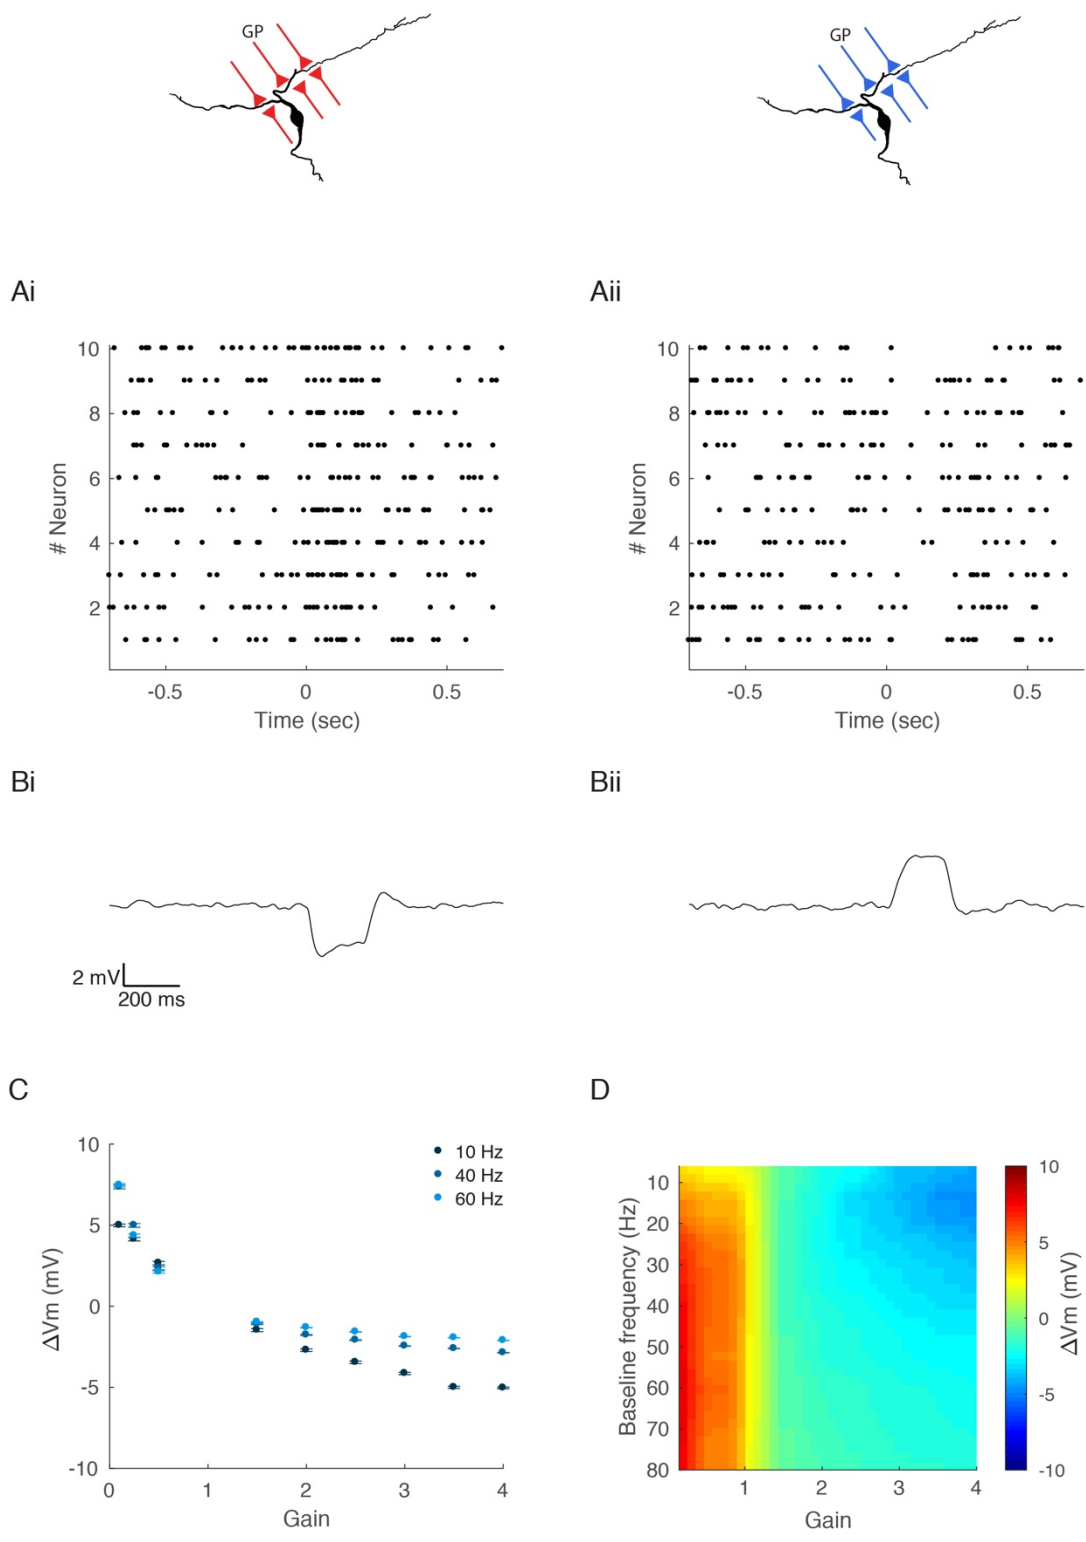 GP
GP
Ai
Aii
10
8
6
4
2
# Neuron
-0.5
0
0.5
Time (sec)
10
8
6
4
2
# Neuron
-0.5
0
0.5
Time (sec)
Bi
Bii
2 mV
200 ms
C
D
10
5
0
-5
-10
ΔVm (mV)
10 Hz
40 Hz
60 Hz
0
1
2
3
4
Gain
10
20
30
40
50
60
70
80
Baseline frequency (Hz)
1
2
3
4
Gain
10
5
0
-5
-10
ΔVm (mV)